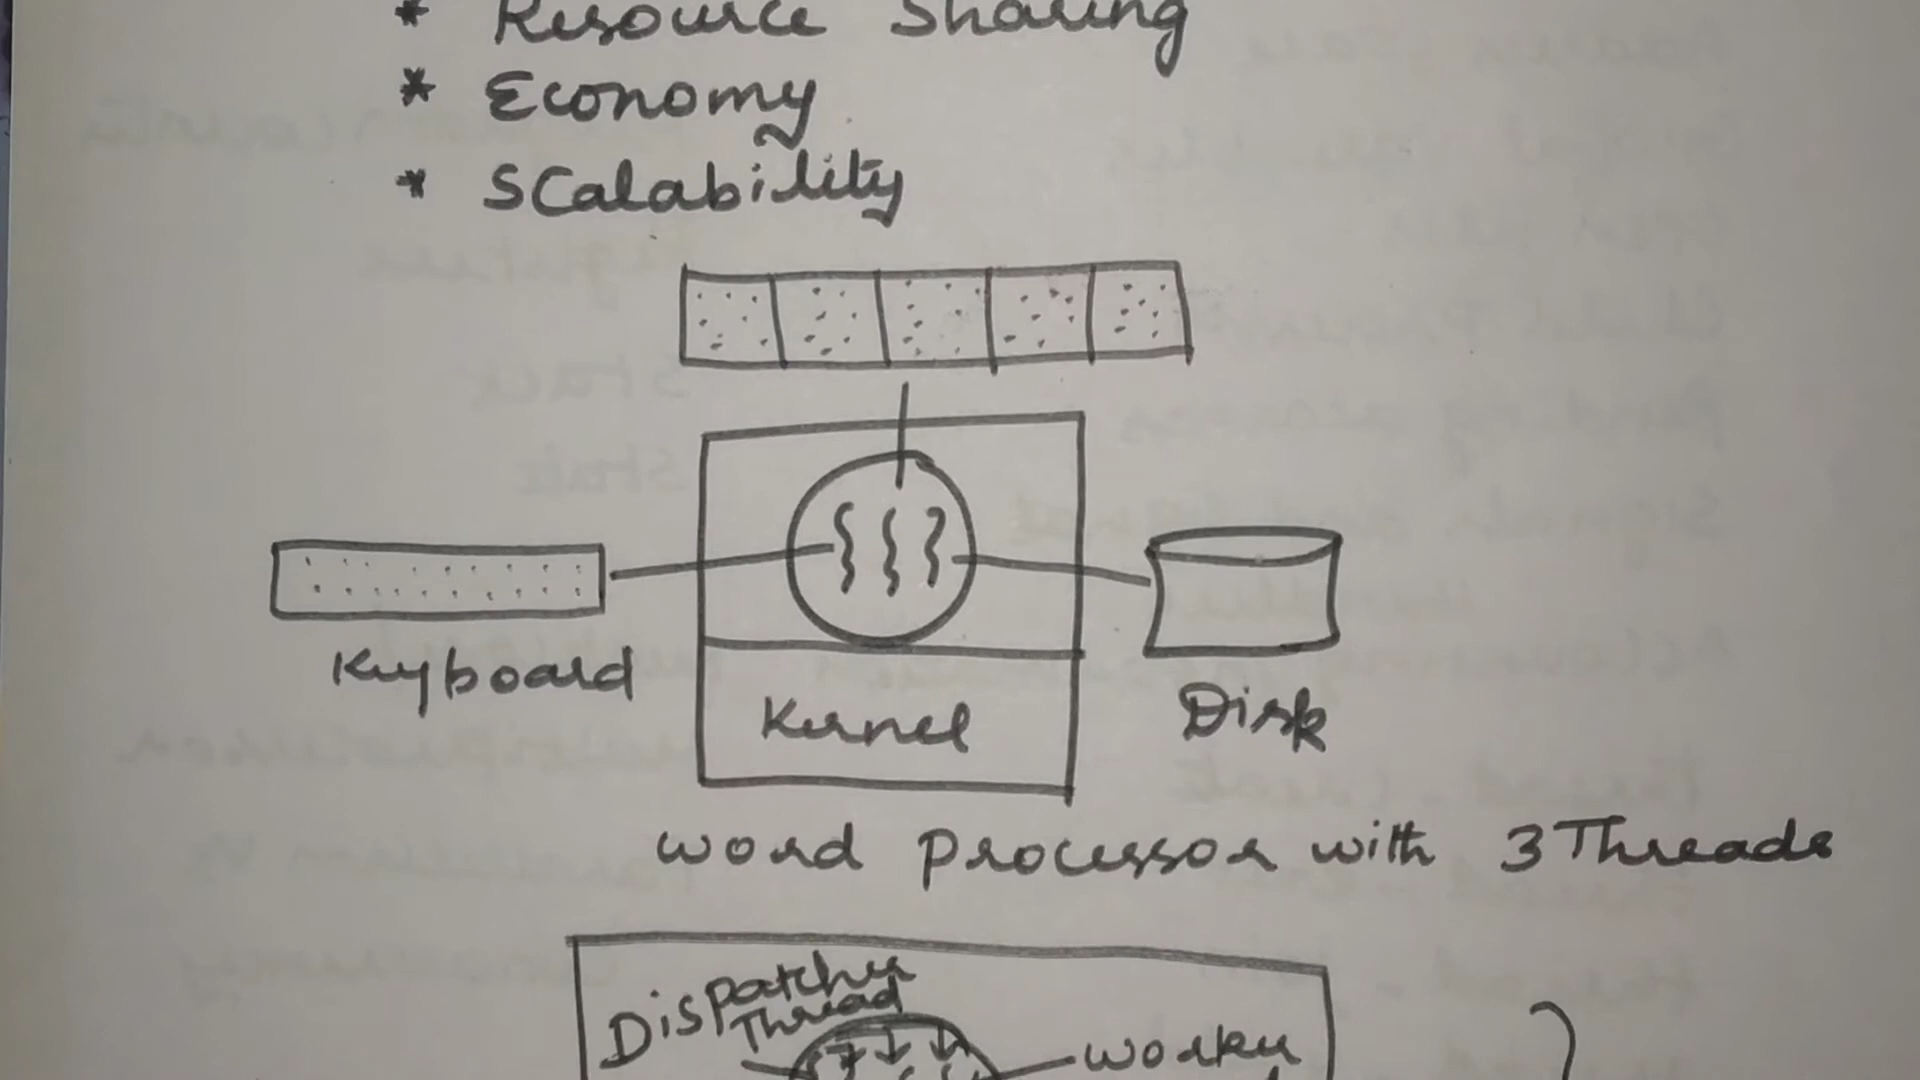 * Resource Sharing
* Economy
* Scalability
Keyboard
Kernel
Disk
word processor with 3 Threads
Dispatcher
Thread
worker